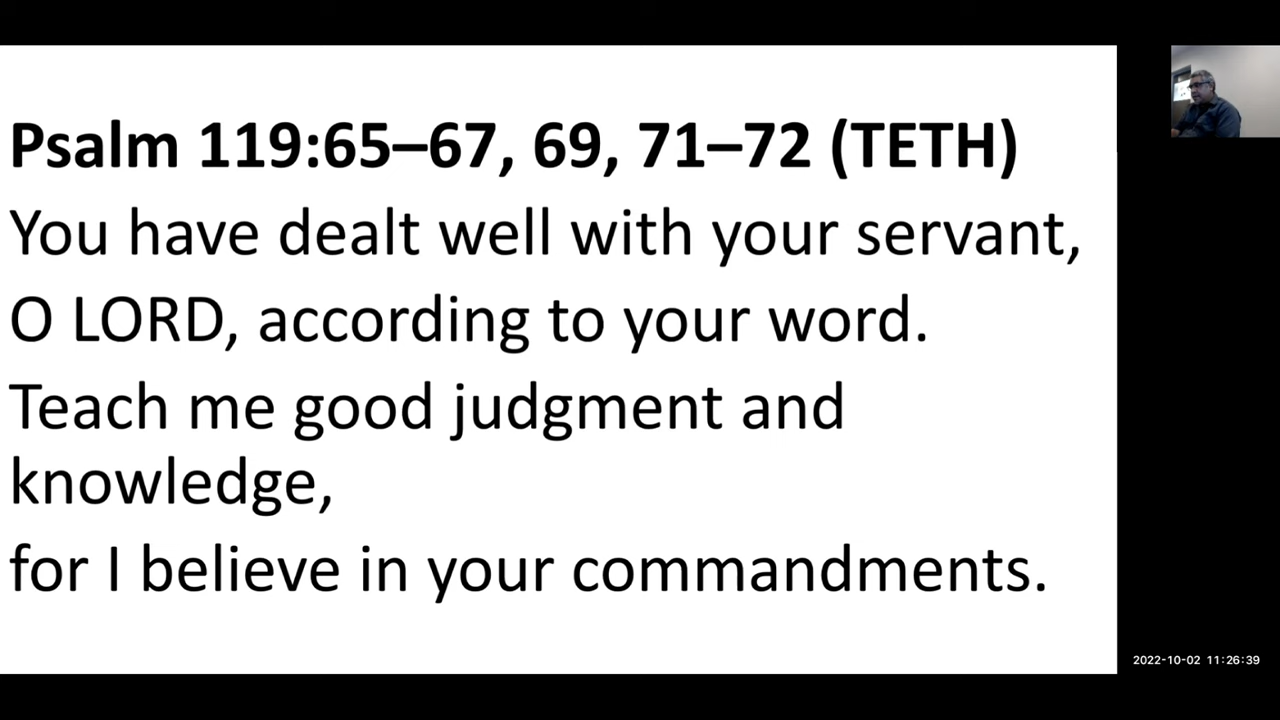 Psalm 119:65–67, 69, 71–72 (TETH)
You have dealt well with your servant,
O LORD, according to your word.
Teach me good judgment and
knowledge,
for I believe in your commandments.
2022-10-02 11:26:39